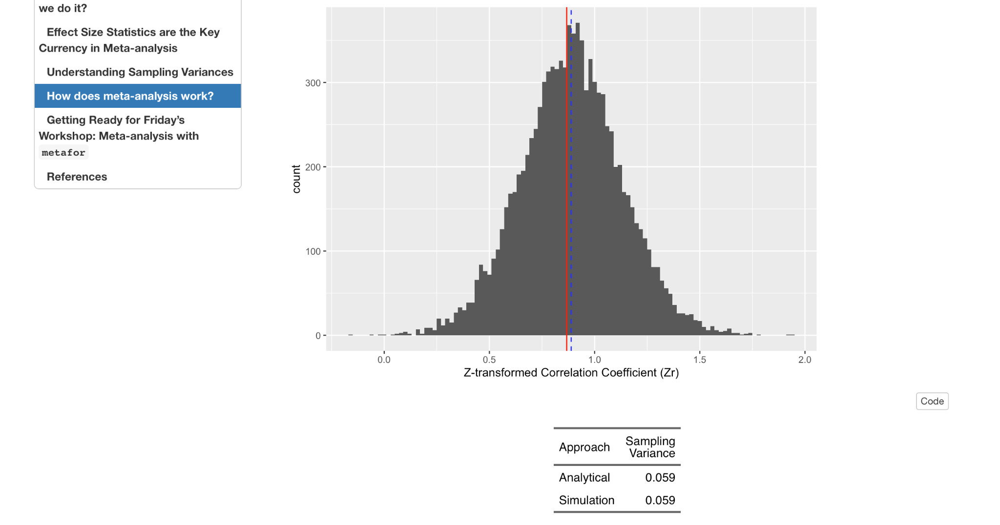 we do it?
Effect Size Statistics are the Key
Currency in Meta-analysis
Understanding Sampling Variances
How does meta-analysis work?
Getting Ready for Friday’s
Workshop: Meta-analysis with
metafor
References
count
300
200
100
0
0.0 0.5 1.0 1.5 2.0
Z-transformed Correlation Coefficient (Zr)
Code
Approach Sampling
Variance
Analytical 0.059
Simulation 0.059